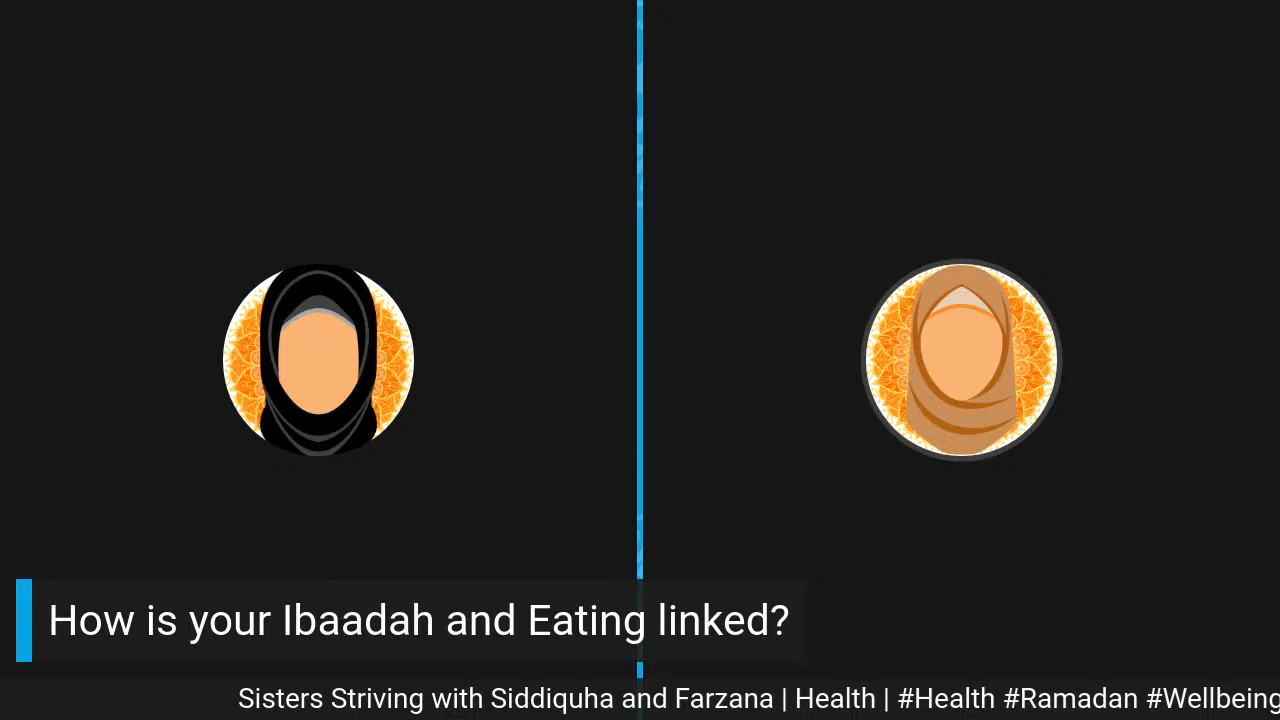 How is your Ibaadah and Eating linked?
Sisters Striving with Siddiquha and Farzana | Health | #Health #Ramadan #Wellbeing